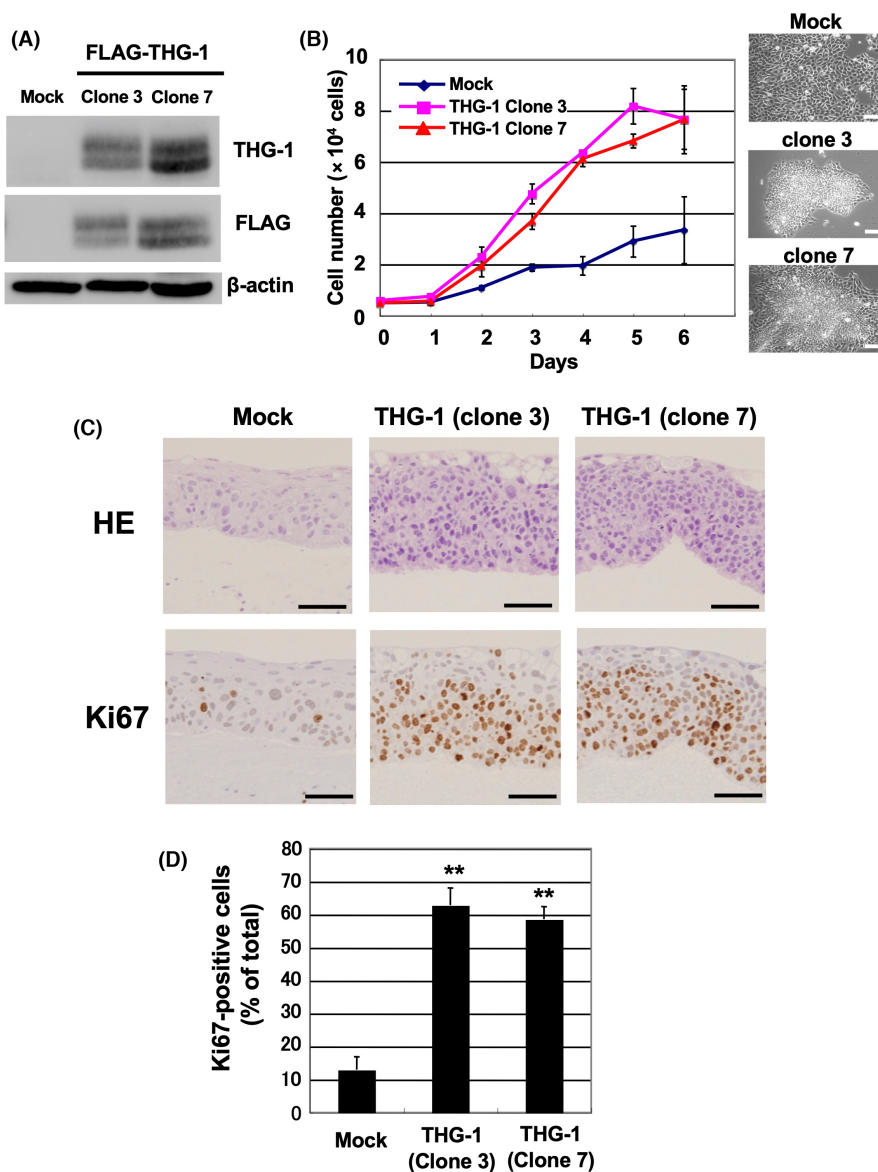 (A)
FLAG-THG-1
Mock Clone 3 Clone 7
THG-1
FLAG
β-actin
(B)
Cell number (× 10⁴ cells)
10
8
6
4
2
0
Mock
THG-1 Clone 3
THG-1 Clone 7
0 1 2 3 4 5 6
Days
Mock
clone 3
clone 7
(C)
Mock THG-1 (clone 3) THG-1 (clone 7)
HE
Ki67
(D)
Ki67-positive cells
(% of total)
80
70
60
50
40
30
20
10
0
**
**
Mock
THG-1
(Clone 3)
THG-1
(Clone 7)